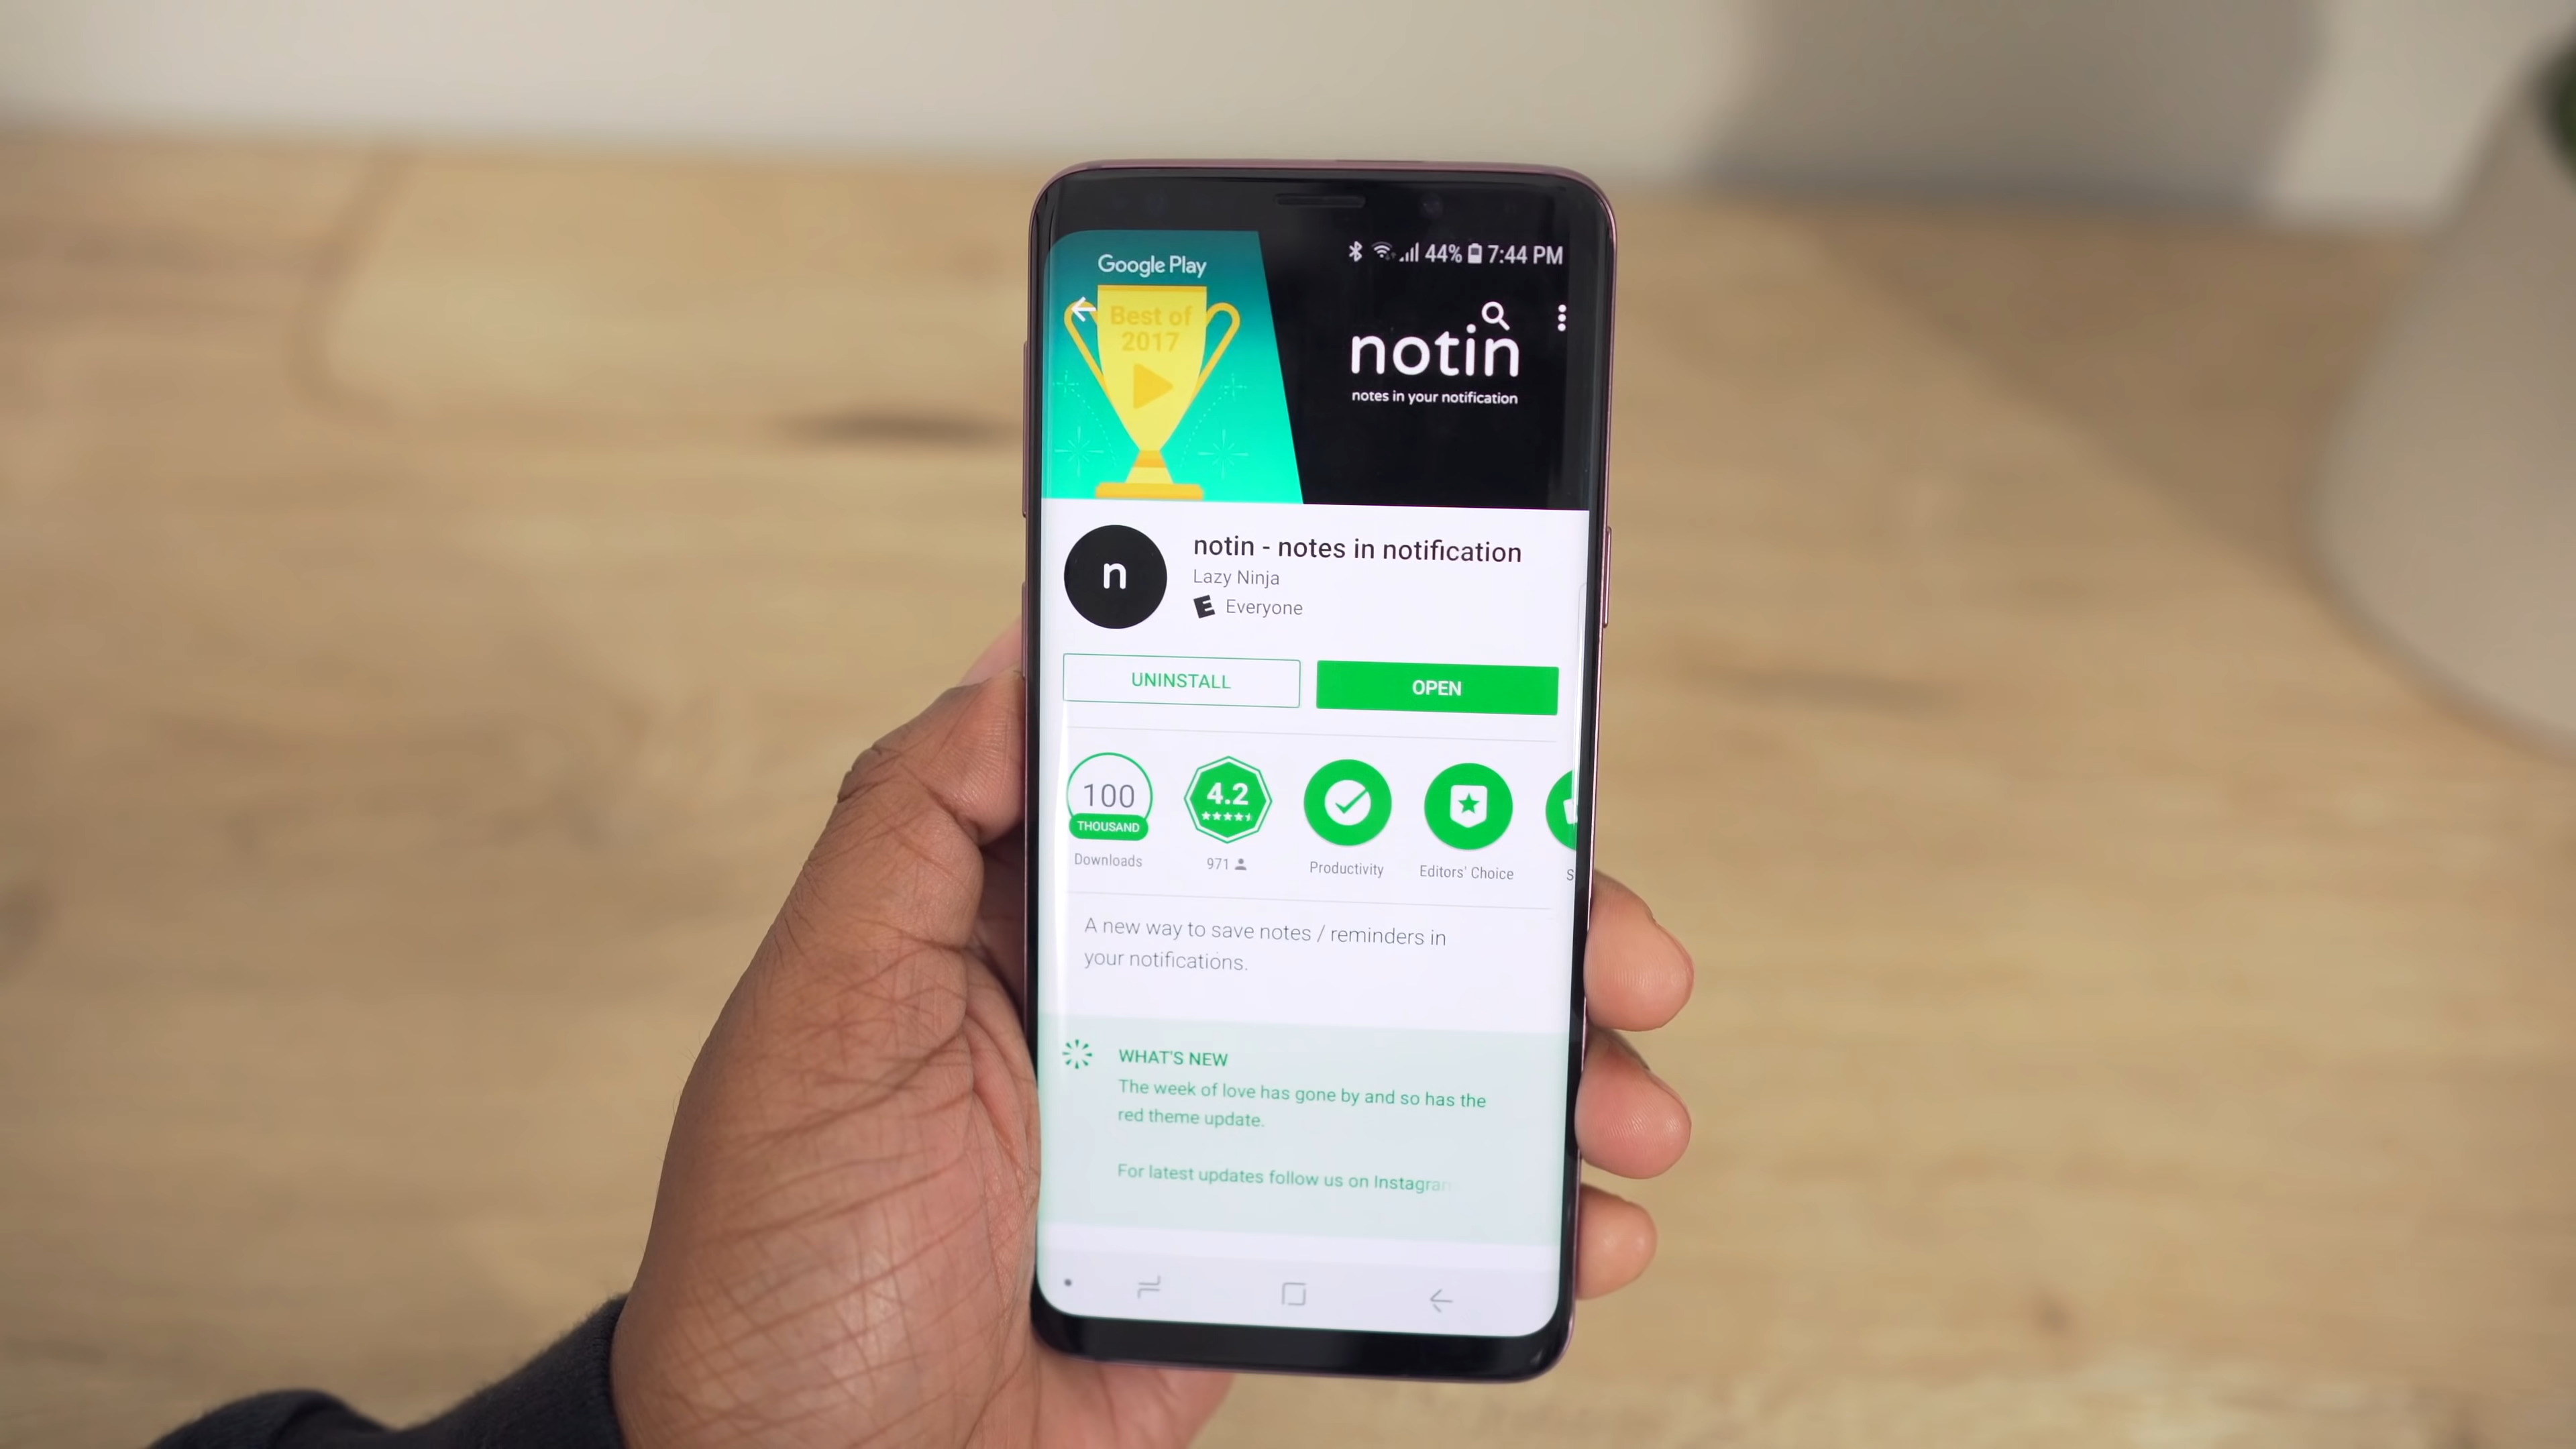 44% 7:44 PM
Google Play
Best of
2017
notin
notes in your notification
n
notin - notes in notification
Lazy Ninja
E Everyone
UNINSTALL
OPEN
100
THOUSAND
Downloads
4.2
971
Productivity
Editors' Choice
A new way to save notes / reminders in
your notifications.
WHAT'S NEW
The week of love has gone by and so has the
red theme update.
For latest updates follow us on Instagram